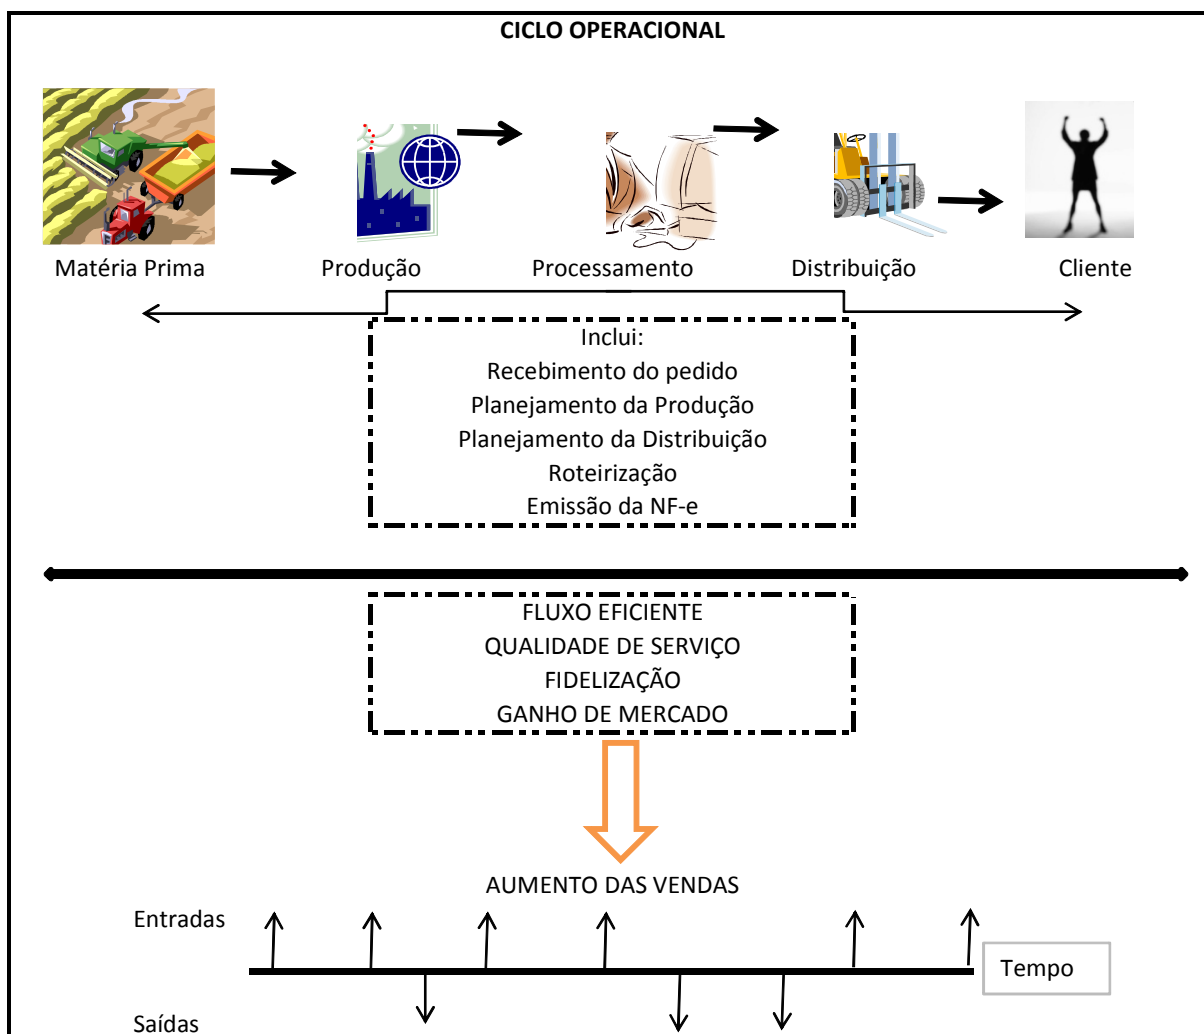 CICLO OPERACIONAL
Matéria Prima
Produção
Processamento
Distribuição
Cliente
Inclui:
Recebimento do pedido
Planejamento da Produção
Planejamento da Distribuição
Roteirização
Emissão da NF-e
FLUXO EFICIENTE
QUALIDADE DE SERVIÇO
FIDELIZAÇÃO
GANHO DE MERCADO
AUMENTO DAS VENDAS
Entradas
Tempo
Saídas